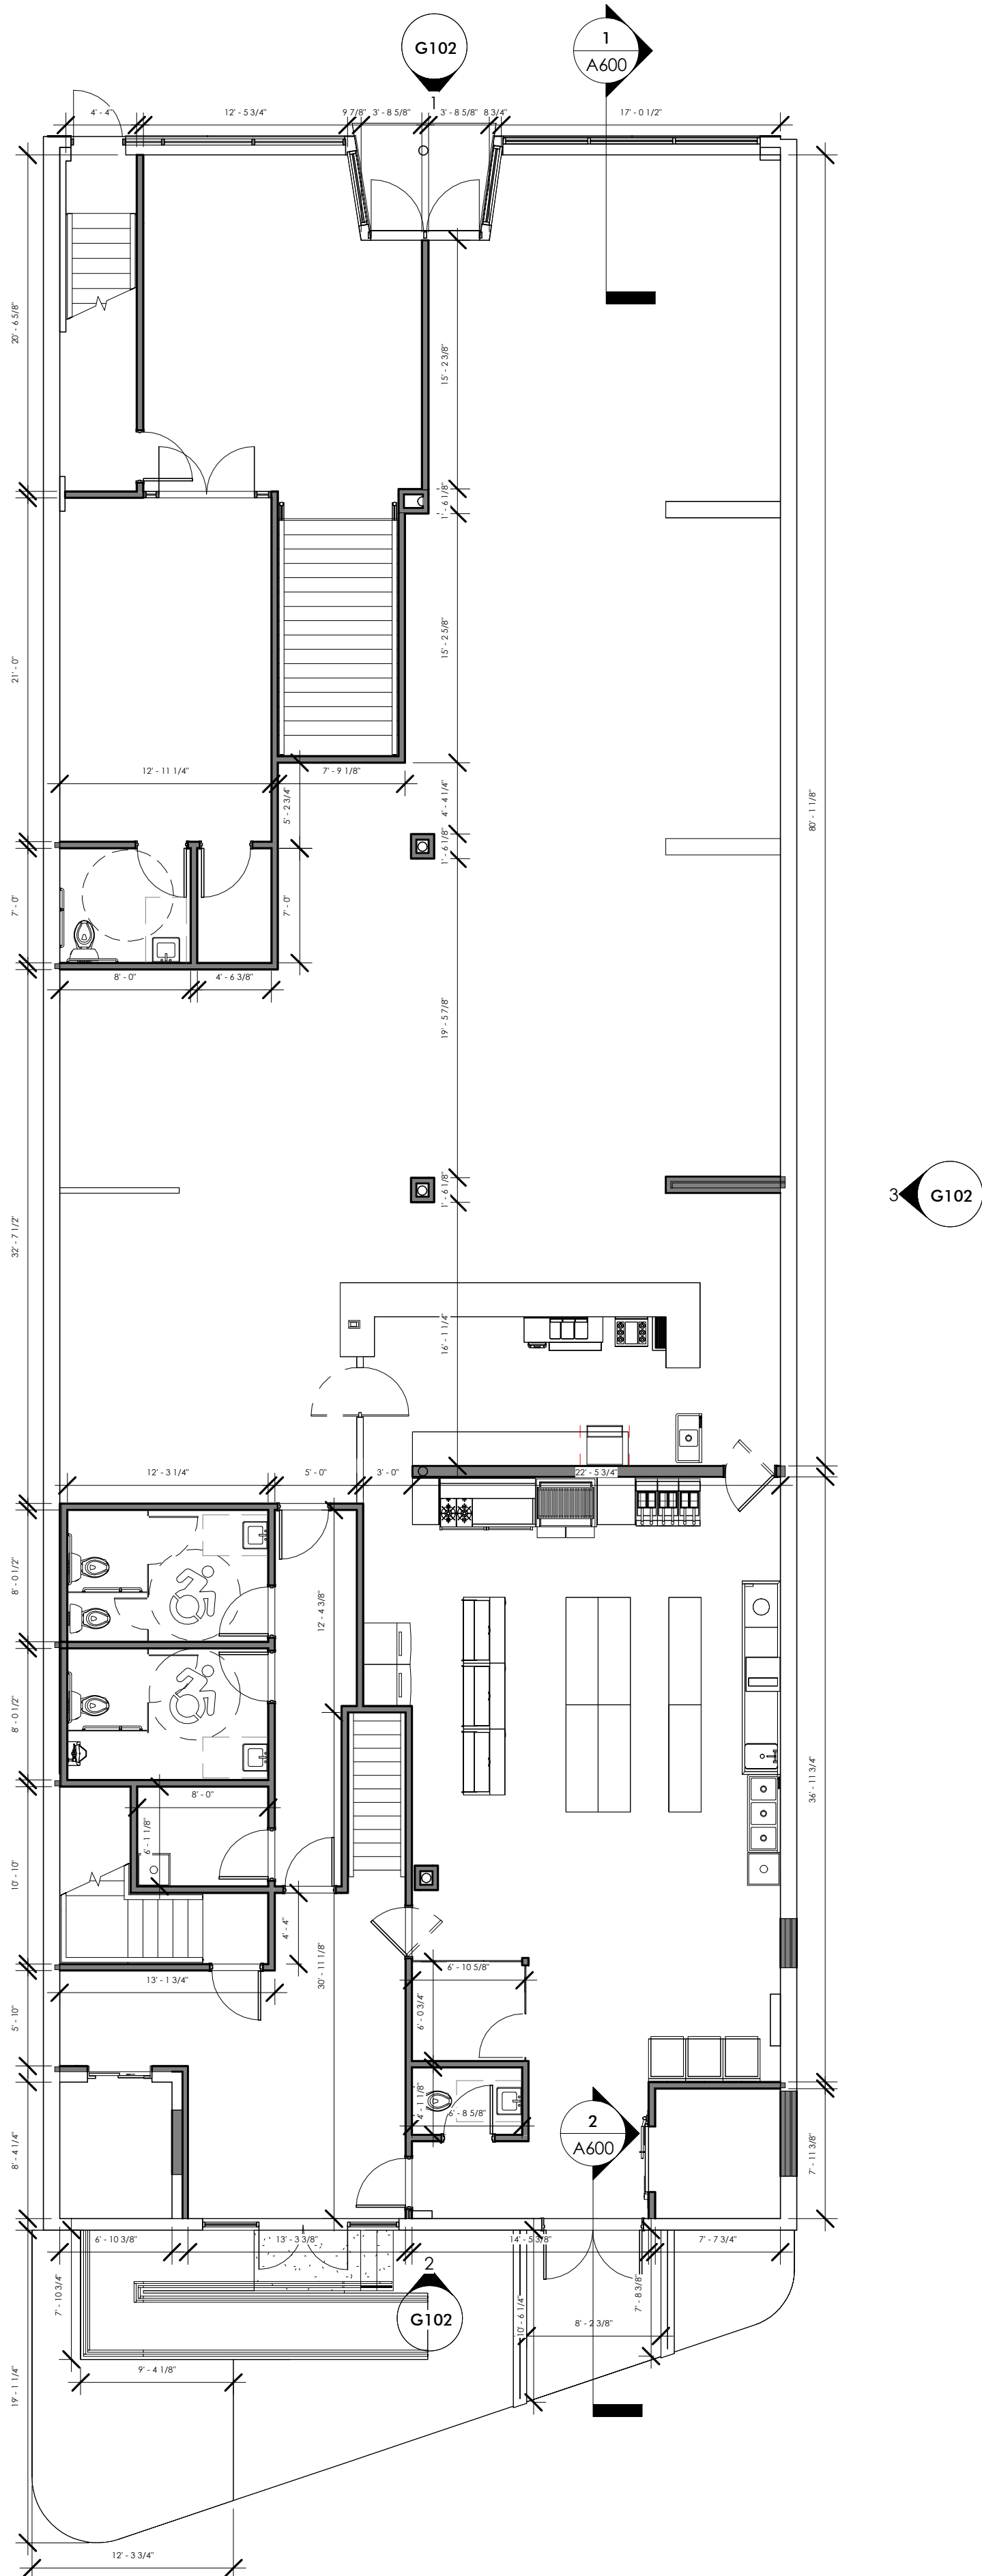 G102
1
1
A600
4' - 4"
12' - 5 3/4"
9 7/8"
3' - 8 5/8"
3' - 8 5/8"
8 3/4"
17' - 0 1/2"
20' - 6 5/8"
15' - 2 3/8"
1' - 6 1/8"
15' - 2 5/8"
21' - 0"
12' - 11 1/4"
7' - 9 1/8"
5' - 2 3/4"
4' - 4 1/4"
1' - 6 1/8"
80' - 1 1/8"
7' - 0"
7' - 0"
8' - 0"
4' - 6 3/8"
19' - 5 7/8"
1' - 6 1/8"
3
G102
32' - 7 1/2"
16' - 1 1/4"
12' - 3 1/4"
5' - 0"
3' - 0"
22' - 5 3/4"
8' - 0 1/2"
12' - 4 3/8"
8' - 0 1/2"
8' - 0"
6' - 1 1/8"
36' - 11 3/4"
10' - 10"
4' - 4"
30' - 11 1/8"
13' - 1 3/4"
6' - 10 5/8"
6' - 0 3/4"
5' - 10"
4' - 1 1/8"
6' - 8 5/8"
2
A600
8' - 4 1/4"
7' - 11 3/8"
6' - 10 3/8"
13' - 3 3/8"
14' - 5 3/8"
7' - 7 3/4"
2
G102
7' - 10 3/4"
10' - 6 1/4"
7' - 8 3/8"
8' - 2 3/8"
9' - 4 1/8"
19' - 1 1/4"
12' - 3 3/4"